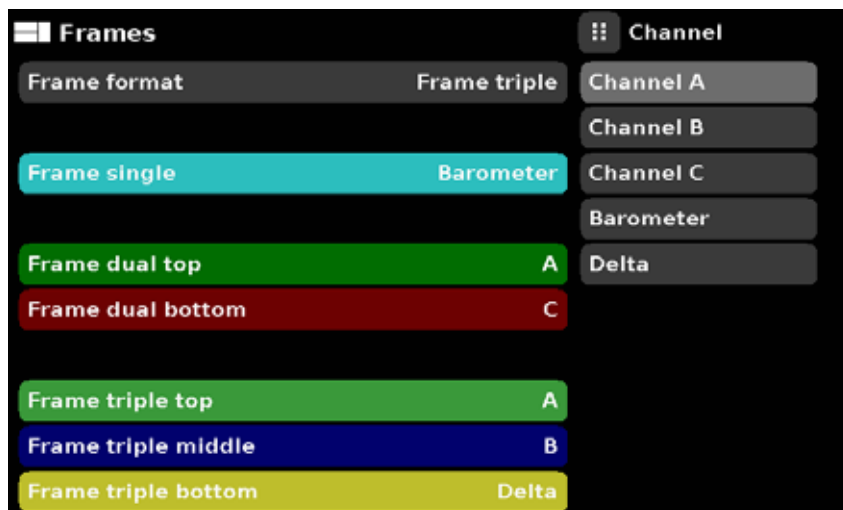 Frames
Frame format Frame triple
Frame single Barometer
Frame dual top A
Frame dual bottom C
Frame triple top A
Frame triple middle B
Frame triple bottom Delta
Channel
Channel A
Channel B
Channel C
Barometer
Delta